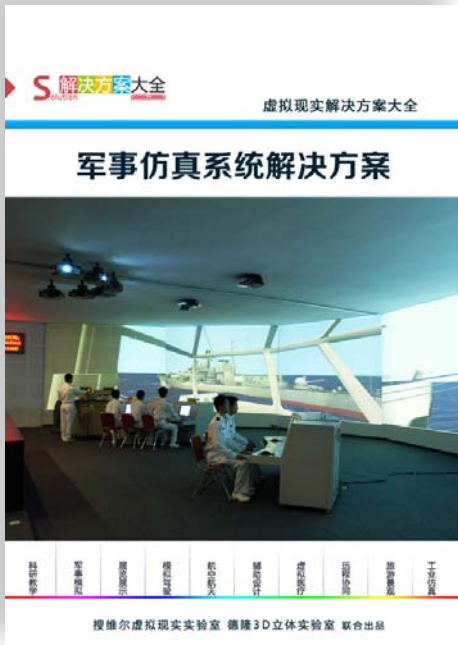 Solution 解决方案大全
虚拟现实解决方案大全
军事仿真系统解决方案
科研教学
军事模拟
展览展示
模拟驾驶
航空航天
辅助设计
虚拟医疗
远程协同
旅游景观
工业仿真
搜维尔虚拟现实实验室 德隆3D立体实验室 联合出品